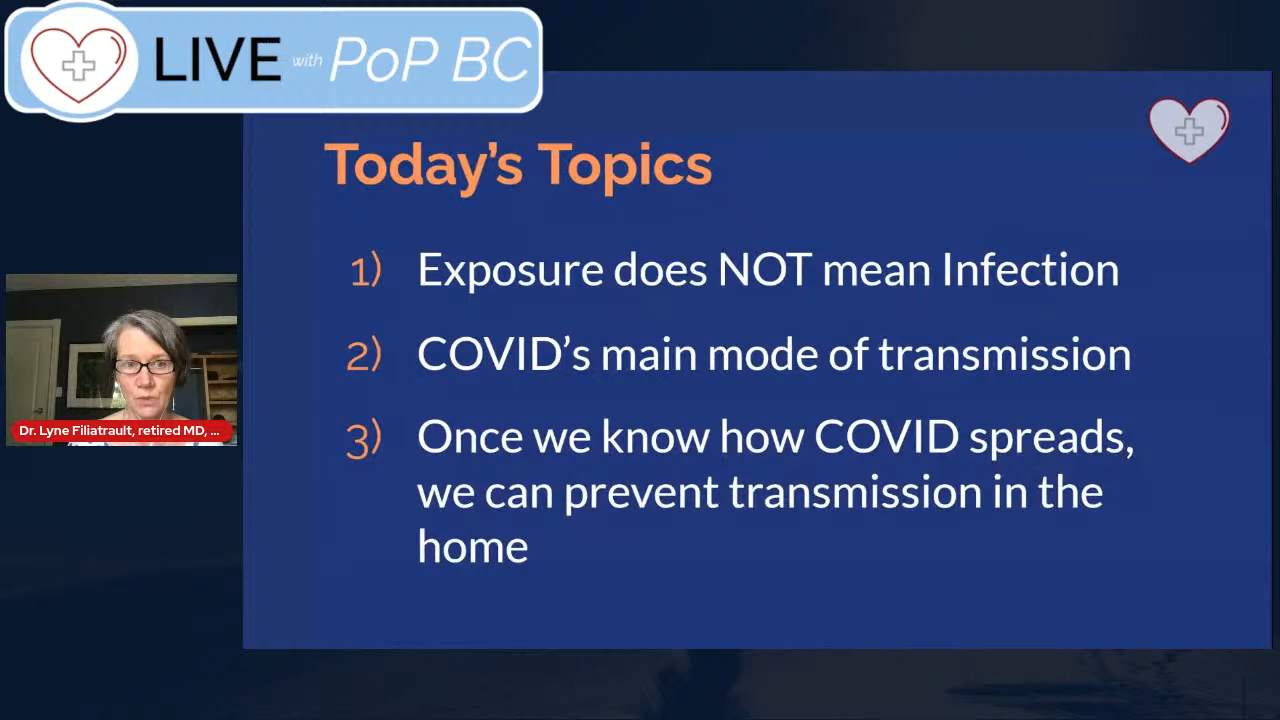 LIVE with PoP BC
Today's Topics
1) Exposure does NOT mean Infection
2) COVID's main mode of transmission
3) Once we know how COVID spreads,
we can prevent transmission in the
home
Dr. Lyne Filiatrault, retired MD, ...